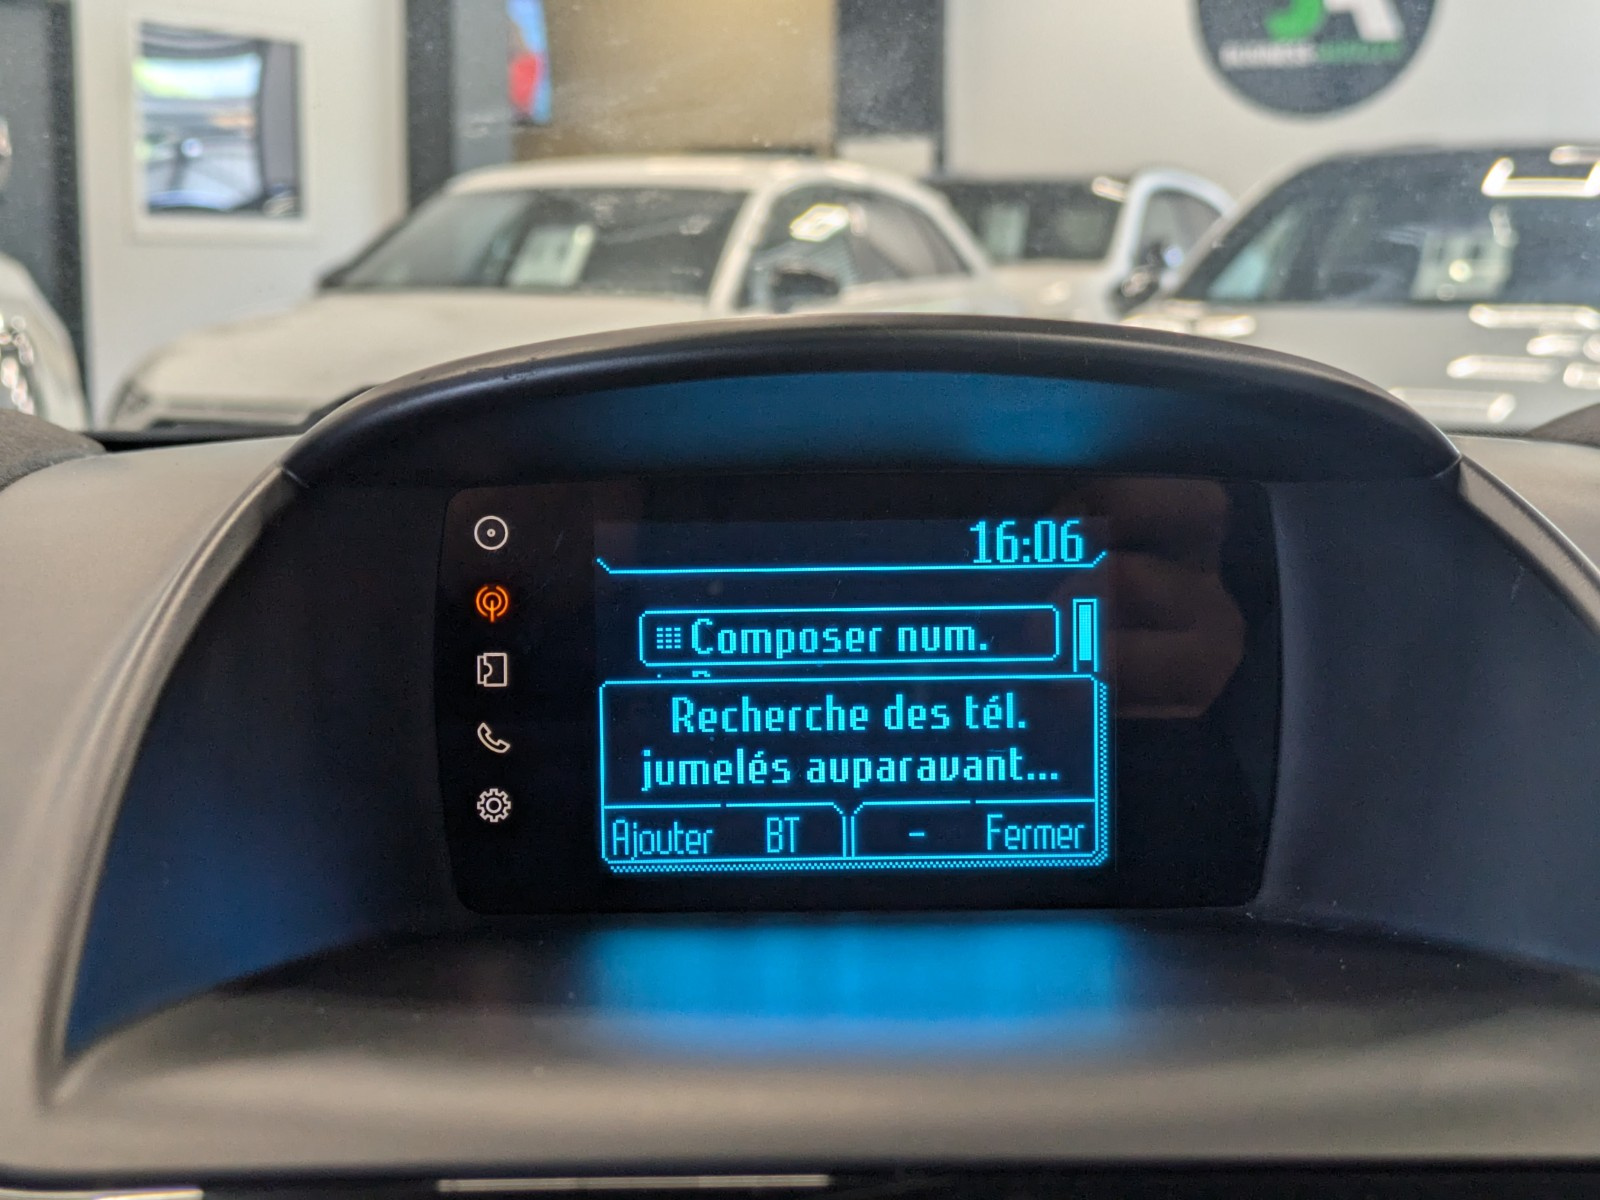 16:06
Composer num.
Recherche des tél.
jumelés auparavant...
Ajouter BT - Fermer